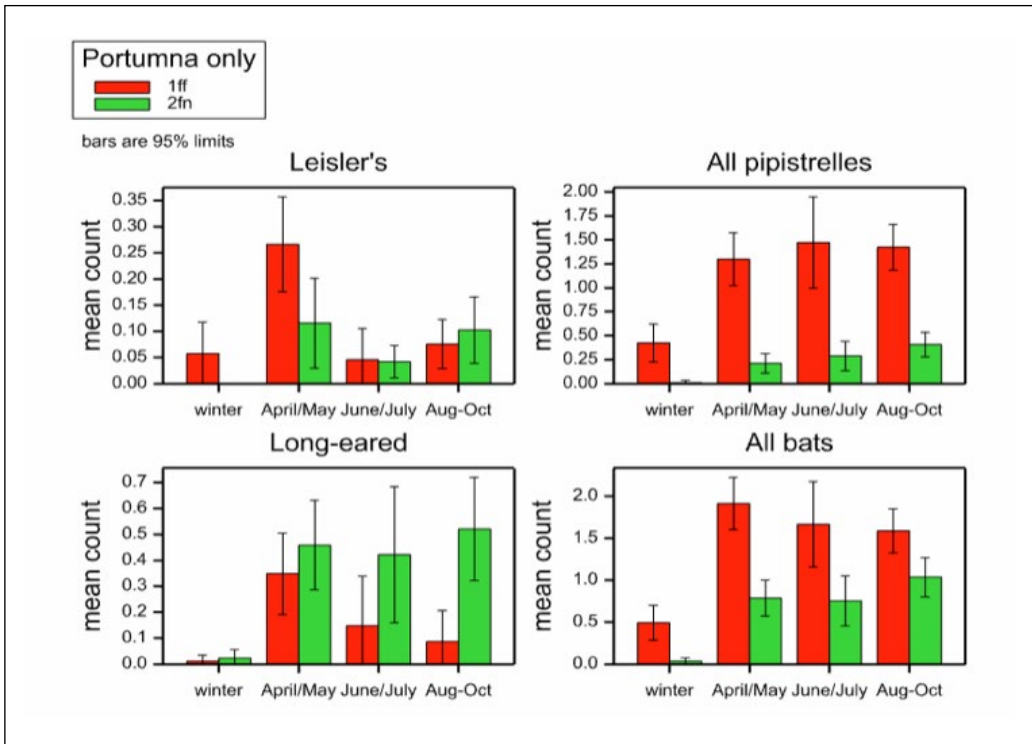 Portumna only
1ff
2fn
bars are 95% limits
Leisler's
mean count
0.35
0.30
0.25
0.20
0.15
0.10
0.05
0.00
winter April/May June/July Aug-Oct
All pipistrelles
mean count
2.00
1.75
1.50
1.25
1.00
0.75
0.50
0.25
0.00
winter April/May June/July Aug-Oct
Long-eared
mean count
0.7
0.6
0.5
0.4
0.3
0.2
0.1
0.0
winter April/May June/July Aug-Oct
All bats
mean count
2.0
1.5
1.0
0.5
0.0
winter April/May June/July Aug-Oct